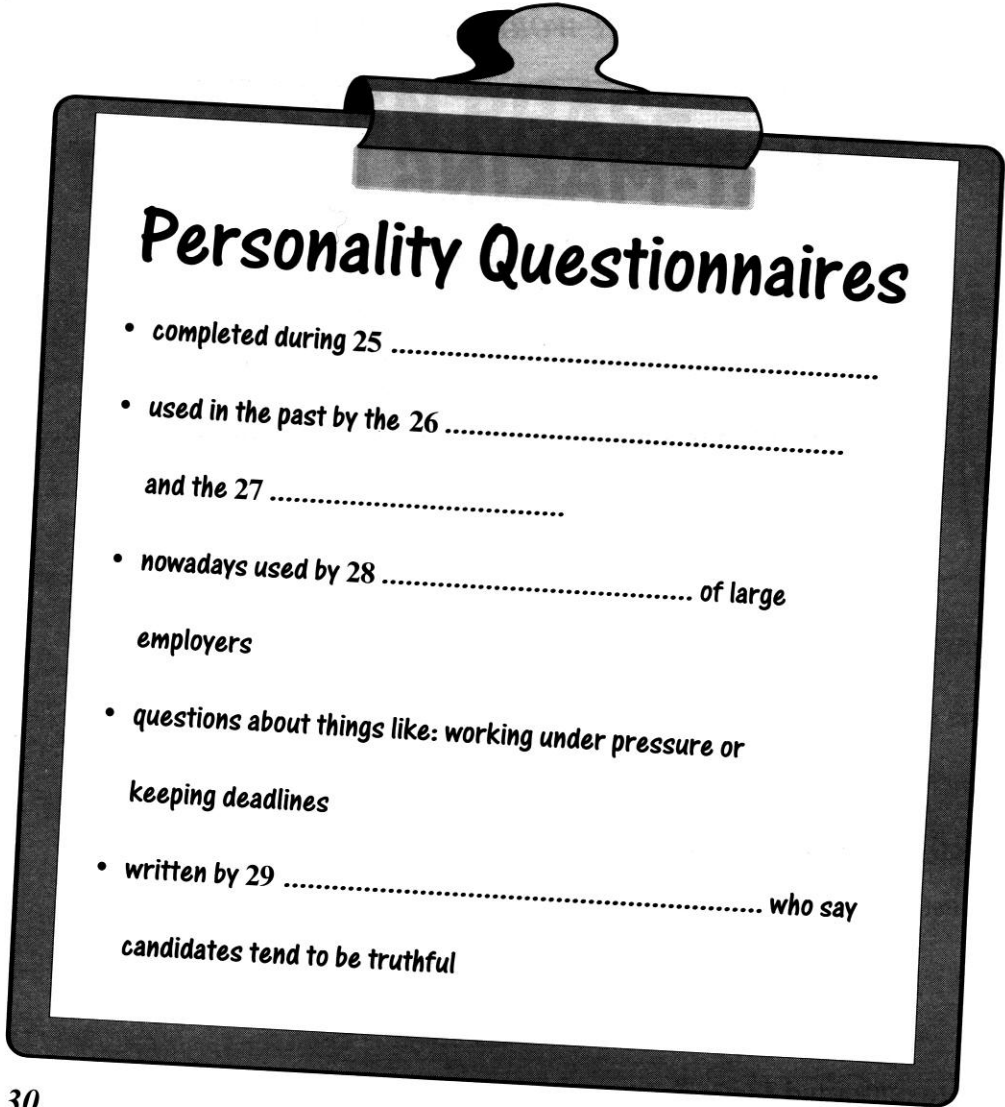 Personality Questionnaires
• completed during 25 ........................................................................
• used in the past by the 26 ............................................................
and the 27 ............................................
• nowadays used by 28 .............................................. of large
employers
• questions about things like: working under pressure or
keeping deadlines
• written by 29 ....................................................................... who say
candidates tend to be truthful
30